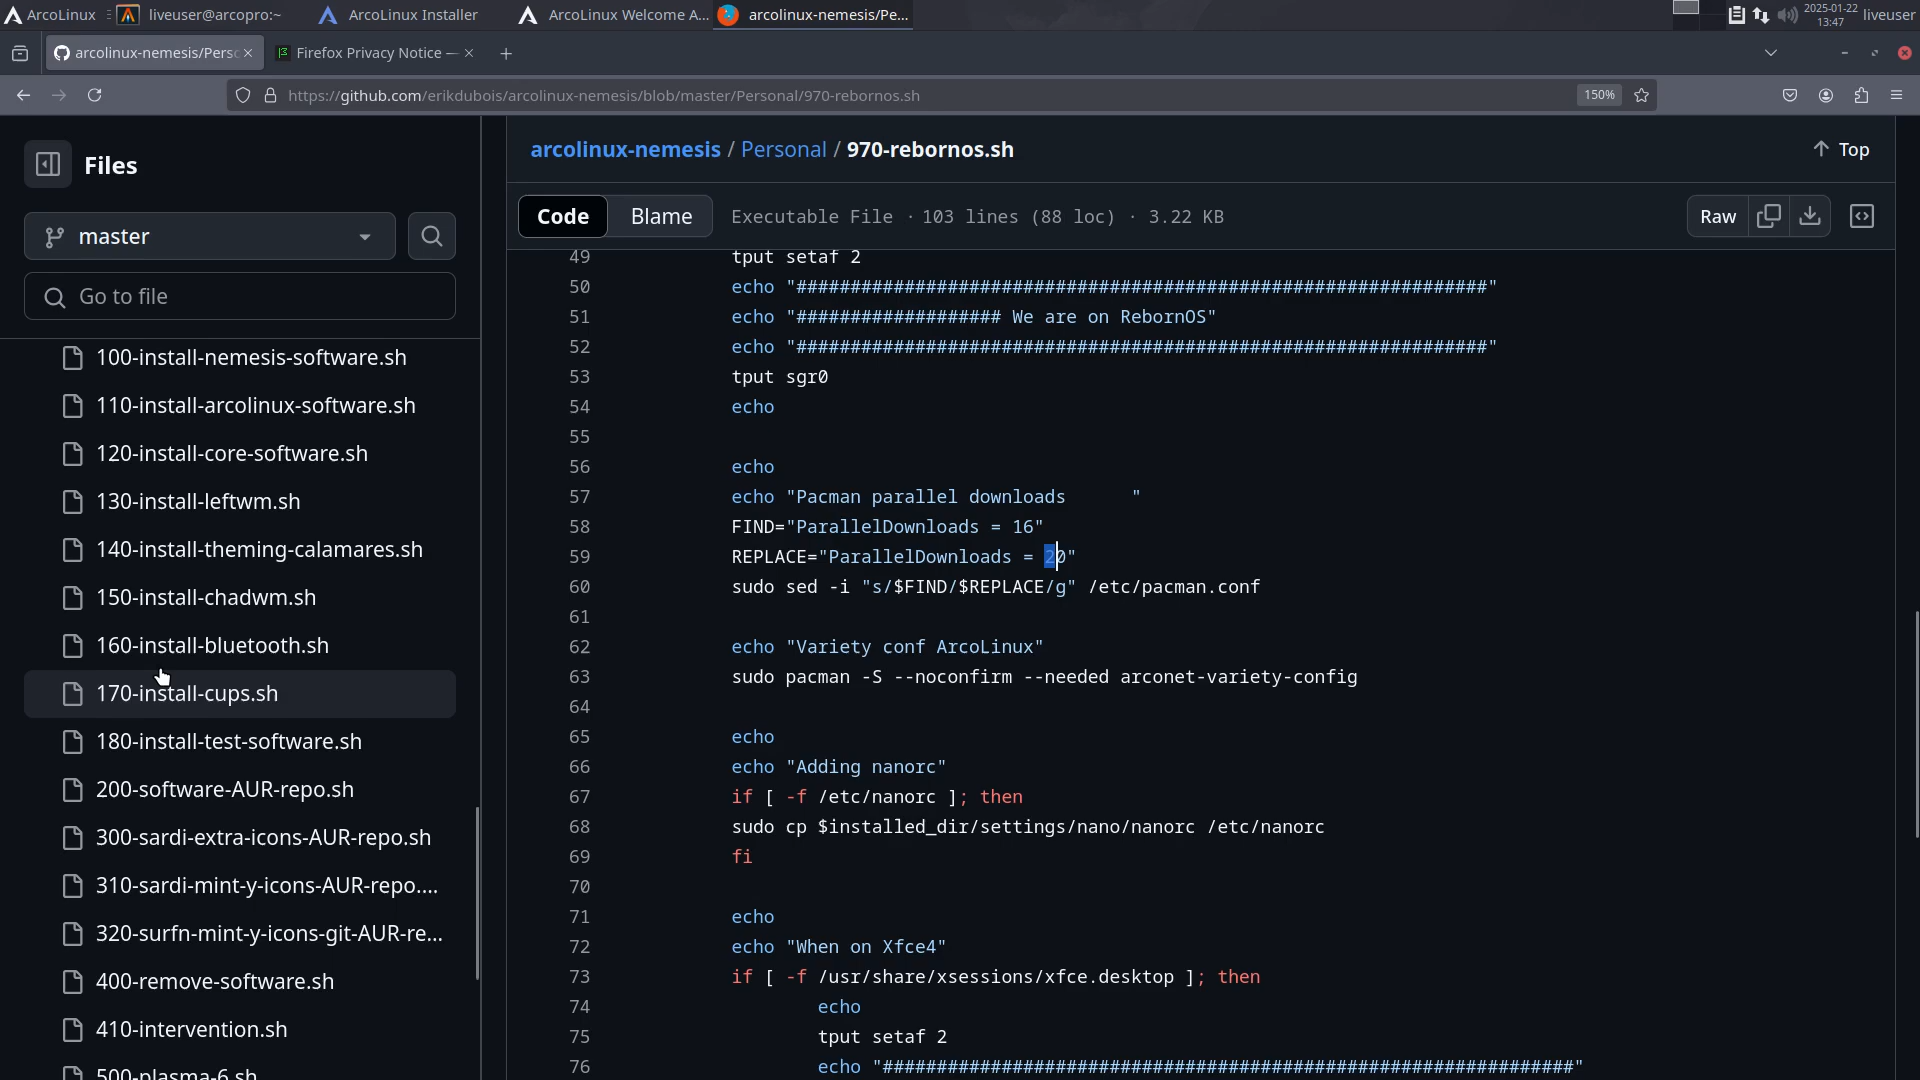 ArcoLinux
liveuser@arcopro:~
ArcoLinux Installer
ArcoLinux Welcome A...
arcolinux-nemesis/Pe...
2025-01-22
13:47
liveuser
arcolinux-nemesis/Perso
Firefox Privacy Notice —
https://github.com/erikdubois/arcolinux-nemesis/blob/master/Personal/970-rebornos.sh
150%
Files
master
Go to file
100-install-nemesis-software.sh
110-install-arcolinux-software.sh
120-install-core-software.sh
130-install-leftwm.sh
140-install-theming-calamares.sh
150-install-chadwm.sh
160-install-bluetooth.sh
170-install-cups.sh
180-install-test-software.sh
200-software-AUR-repo.sh
300-sardi-extra-icons-AUR-repo.sh
310-sardi-mint-y-icons-AUR-repo....
320-surfn-mint-y-icons-git-AUR-re...
400-remove-software.sh
410-intervention.sh
500-plasma-6.sh
arcolinux-nemesis / Personal / 970-rebornos.sh
Top
Code
Blame
Executable File · 103 lines (88 loc) · 3.22 KB
Raw
49 tput setaf 2
50 echo "################################################################"
51 echo "################### We are on RebornOS"
52 echo "################################################################"
53 tput sgr0
54 echo
55
56 echo
57 echo "Pacman parallel downloads      "
58 FIND="ParallelDownloads = 16"
59 REPLACE="ParallelDownloads = 20"
60 sudo sed -i "s/$FIND/$REPLACE/g" /etc/pacman.conf
61
62 echo "Variety conf ArcoLinux"
63 sudo pacman -S --noconfirm --needed arconet-variety-config
64
65 echo
66 echo "Adding nanorc"
67 if [ -f /etc/nanorc ]; then
68 sudo cp $installed_dir/settings/nano/nanorc /etc/nanorc
69 fi
70
71 echo
72 echo "When on Xfce4"
73 if [ -f /usr/share/xsessions/xfce.desktop ]; then
74 echo
75 tput setaf 2
76 echo "################################################################"